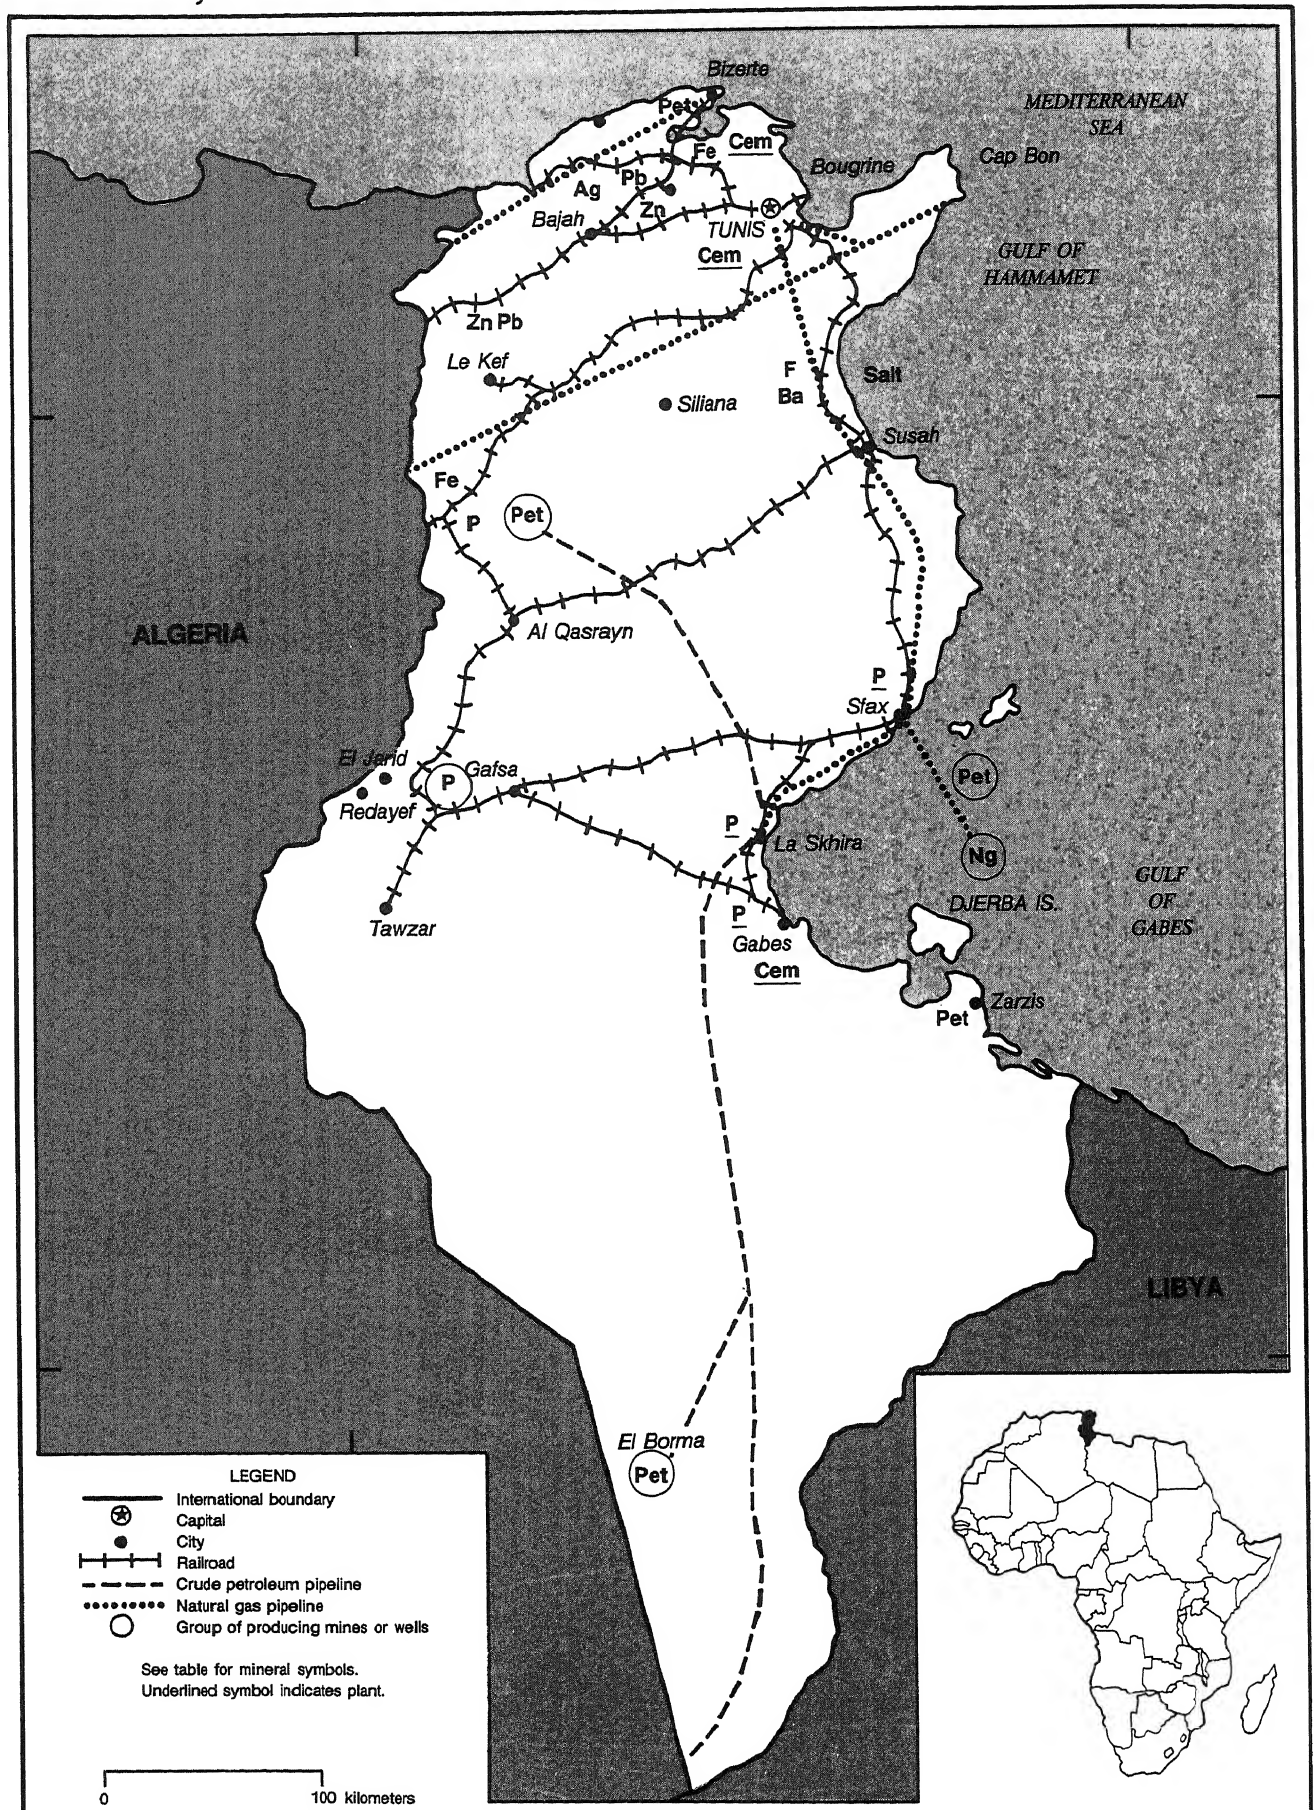 Bizerte
Pet
MEDITERRANEAN
SEA
Cem
Fe
Bougrine
Cap Bon
Pb
Ag
Zn
Bajah
TUNIS
Cem
GULF OF
HAMMAMET
Zn Pb
Le Kef
F
Ba
Salt
Siliana
Susah
Fe
P
Pet
ALGERIA
Al Qasrayn
P
Sfax
El Jarid
P
Gafsa
Redayef
Pet
P
La Skhira
Ng
GULF
OF
GABES
DJERBA IS.
Tawzar
P
Gabes
Cem
Zarzis
Pet
LIBYA
El Borma
Pet
LEGEND
International boundary
Capital
City
Railroad
Crude petroleum pipeline
Natural gas pipeline
Group of producing mines or wells
See table for mineral symbols.
Underlined symbol indicates plant.
0 100 kilometers